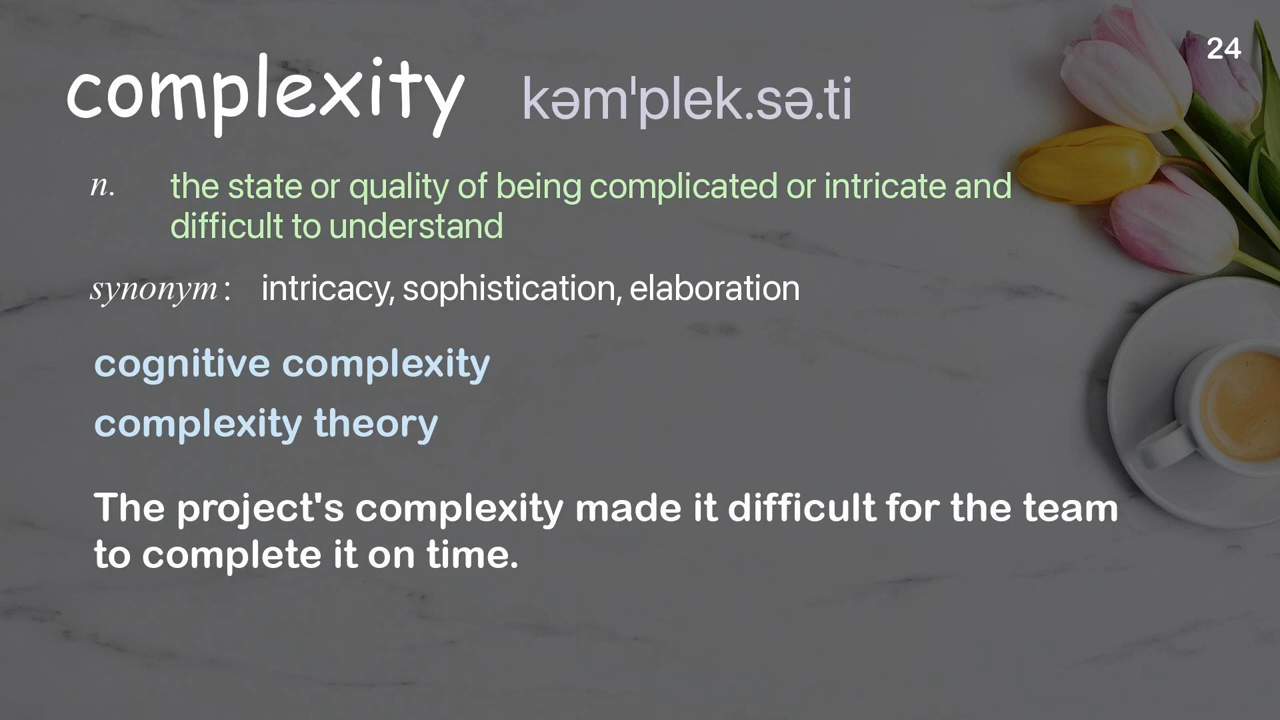 24
complexity kəm'plek.sə.ti
n. the state or quality of being complicated or intricate and
difficult to understand
synonym: intricacy, sophistication, elaboration
cognitive complexity
complexity theory
The project's complexity made it difficult for the team
to complete it on time.